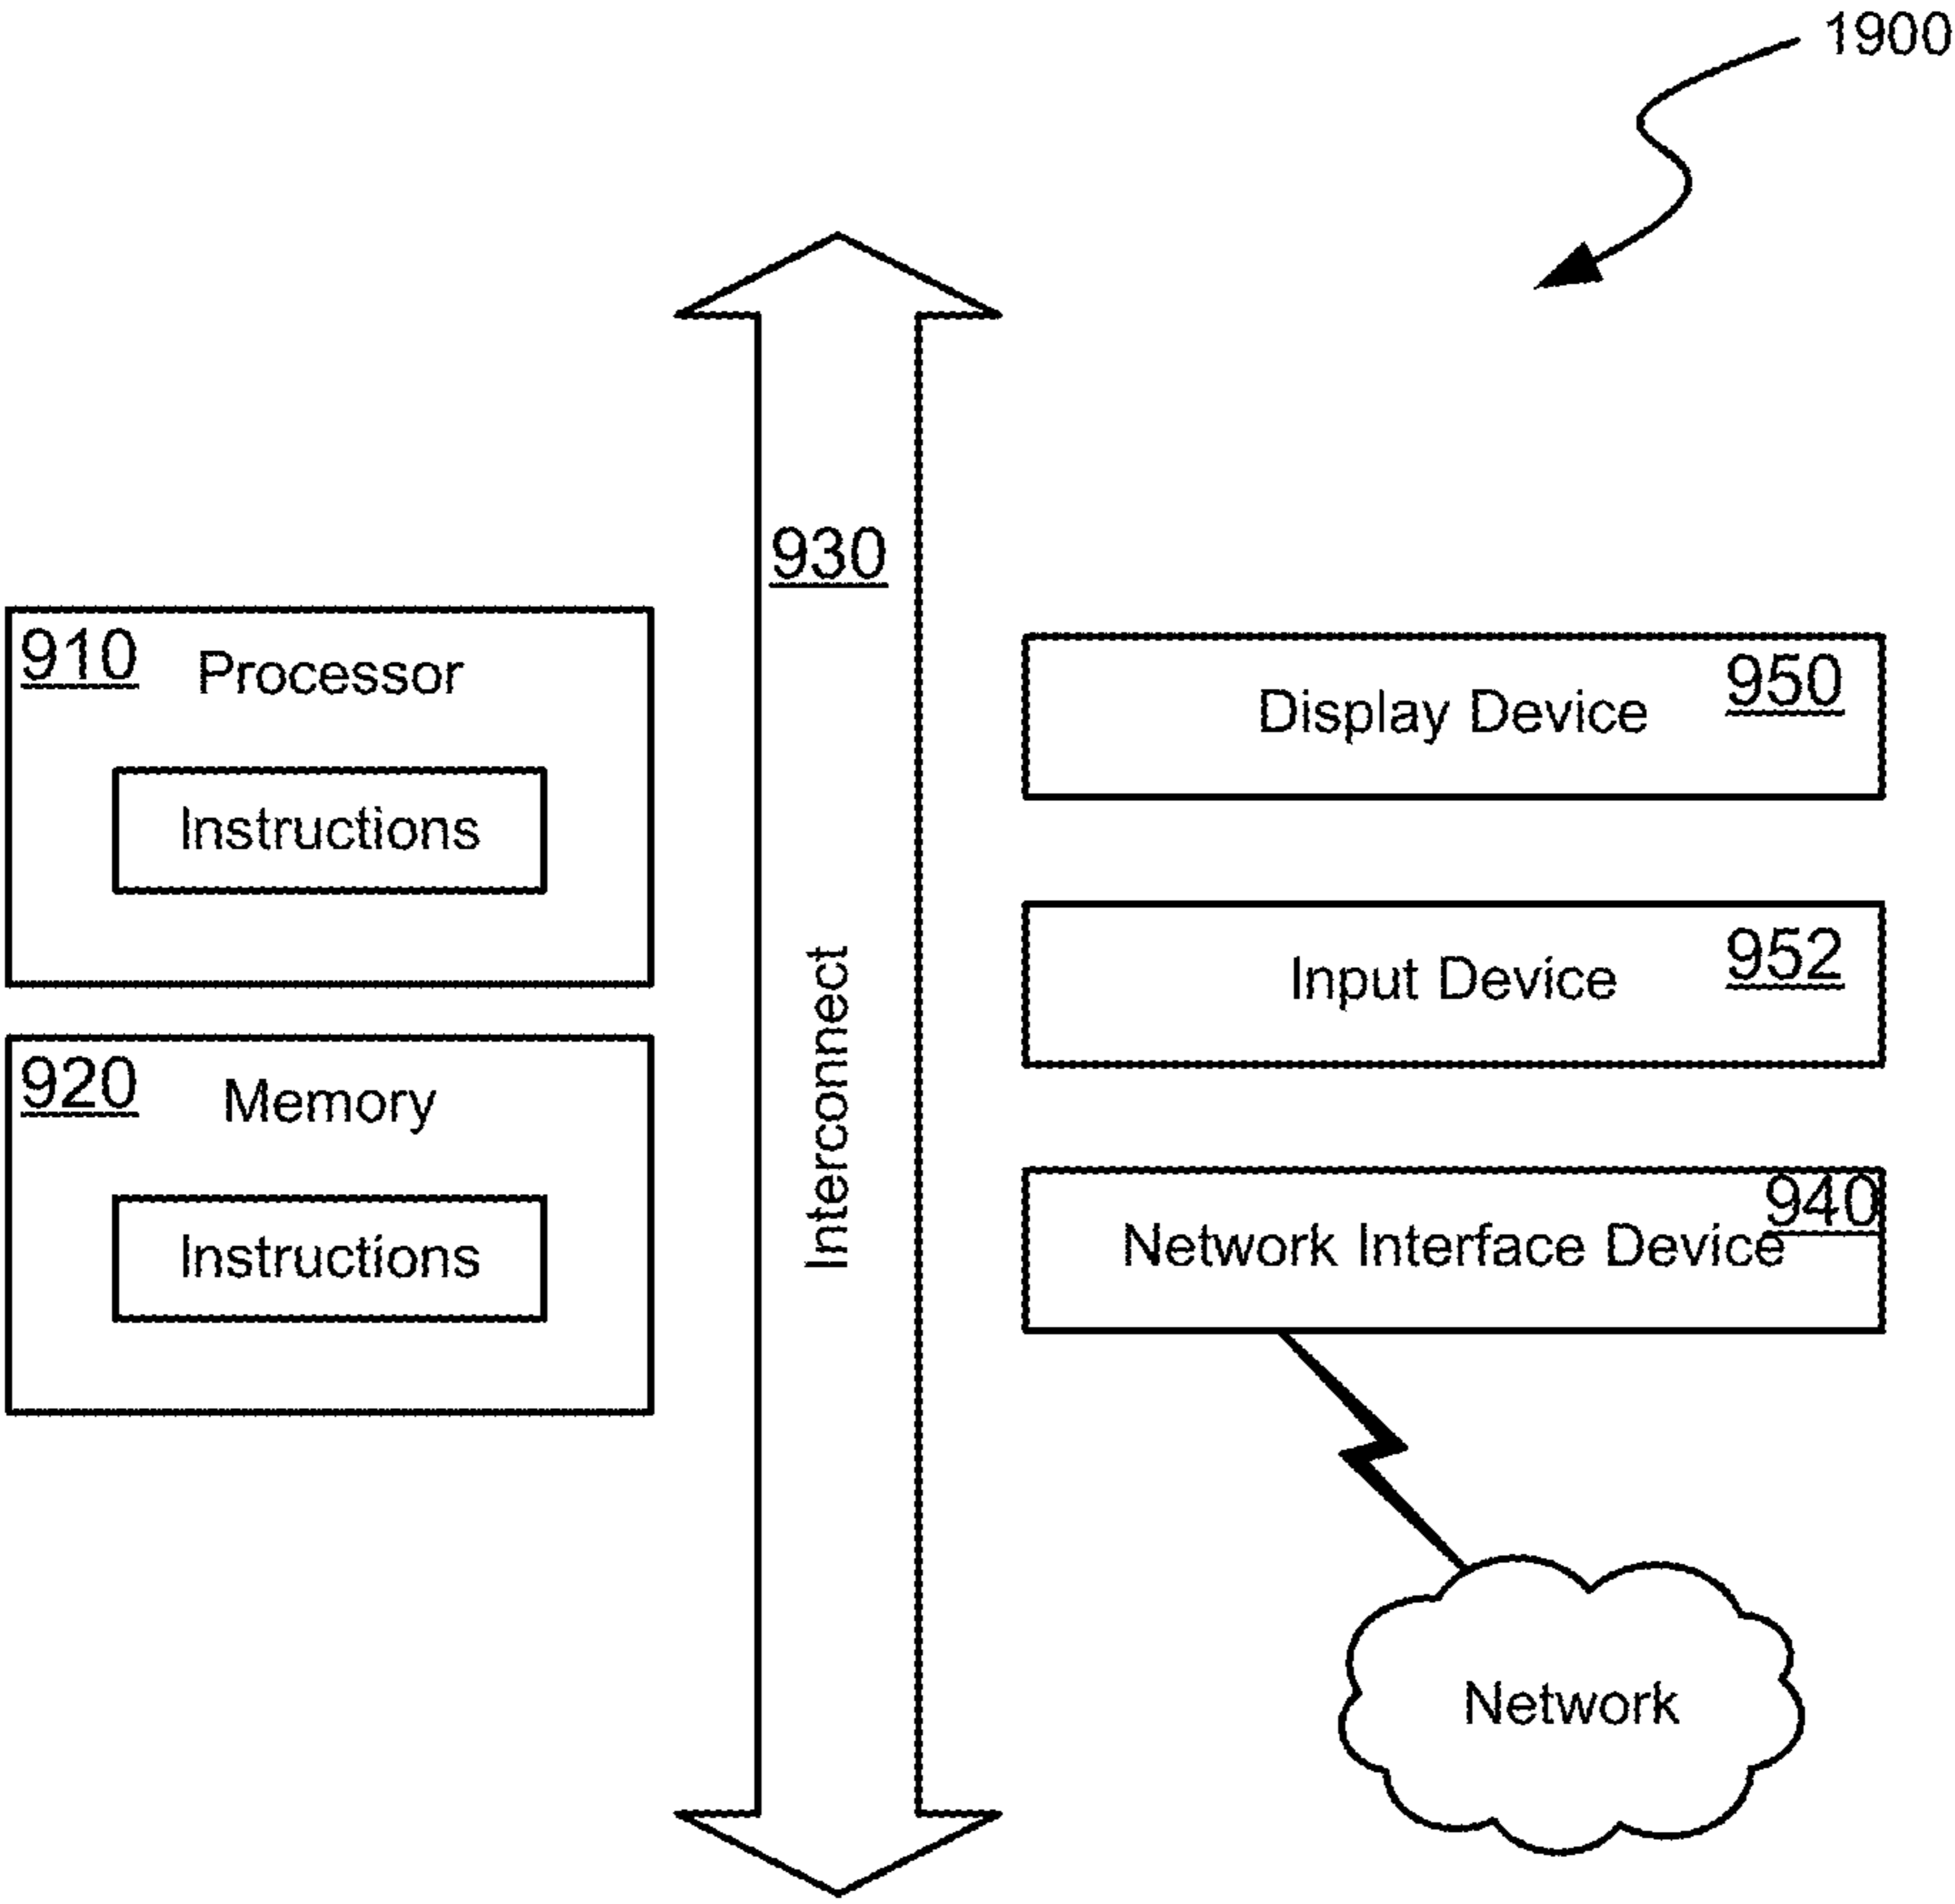 1900
930
910
Processor
Instructions
920
Memory
Instructions
Interconnect
950
Display Device
952
Input Device
940
Network Interface Device
Network